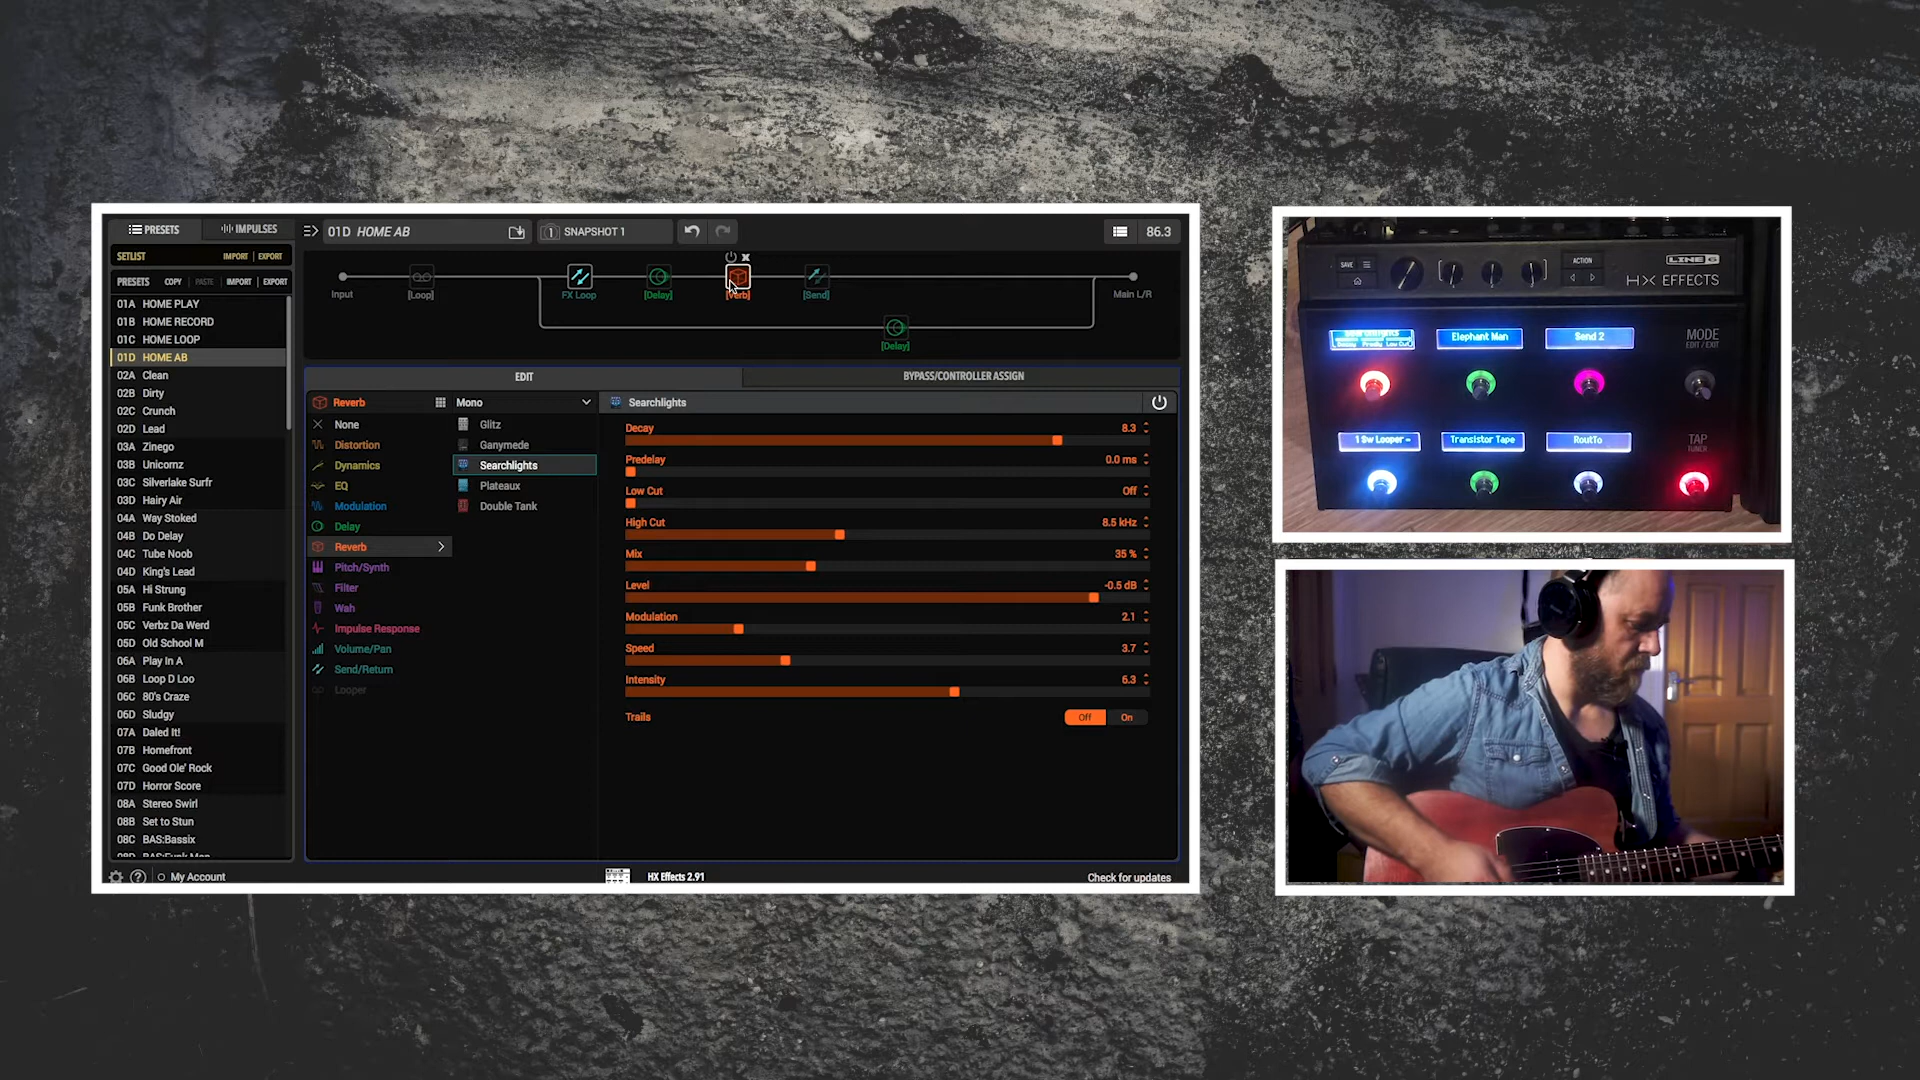 PRESETS
IMPULSES
01D HOME AB
1 SNAPSHOT 1
86.3
SETLIST IMPORT EXPORT
PRESETS COPY PASTE IMPORT EXPORT
01A HOME PLAY
01B HOME RECORD
01C HOME LOOP
01D HOME AB
02A Clean
02B Dirty
02C Crunch
02D Lead
03A Zinego
03B Unicornz
03C Silverlake Surfr
03D Hairy Air
04A Way Stoked
04B Do Delay
04C Tube Noob
04D King's Lead
05A Hi Strung
05B Funk Brother
05C Verbz Da Werd
05D Old School M
06A Play In A
06B Loop D Loo
06C 80's Craze
06D Sludgy
07A Daled It!
07B Homefront
07C Good Ole' Rock
07D Horror Score
08A Stereo Swirl
08B Set to Stun
08C BAS:Bassix
08D BAS:Funk Man
My Account
Input
[Loop]
FX Loop
[Delay]
[Verb]
[Send]
Main L/R
[Delay]
EDIT
BYPASS/CONTROLLER ASSIGN
Reverb
Mono
Searchlights
None
Distortion
Dynamics
EQ
Modulation
Delay
Reverb
Pitch/Synth
Filter
Wah
Impulse Response
Volume/Pan
Send/Return
Looper
Glitz
Ganymede
Searchlights
Plateaux
Double Tank
Decay 8.3
Predelay 0.0 ms
Low Cut Off
High Cut 8.5 kHz
Mix 35 %
Level -0.5 dB
Modulation 2.1
Speed 3.7
Intensity 6.3
Trails Off On
HX Effects 2.91
Check for updates
SAVE
ACTION
LINE 6
HX EFFECTS
Elephant Man
Send 2
MODE
EDIT / EXIT
1 Sw Looper
Transistor Tape
RoutTo
TAP
TUNER